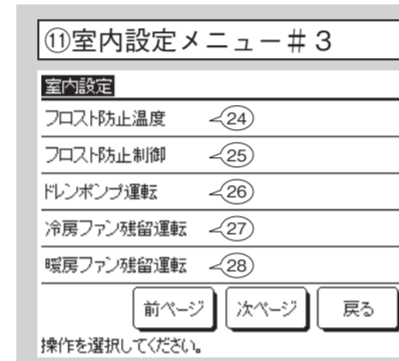 ⑪室内設定メニュー＃3
室内設定
フロスト防止温度 ㉔
フロスト防止制御 ㉕
ドレンポンプ運転 ㉖
冷房ファン残留運転 ㉗
暖房ファン残留運転 ㉘
前ページ 次ページ 戻る
操作を選択してください。